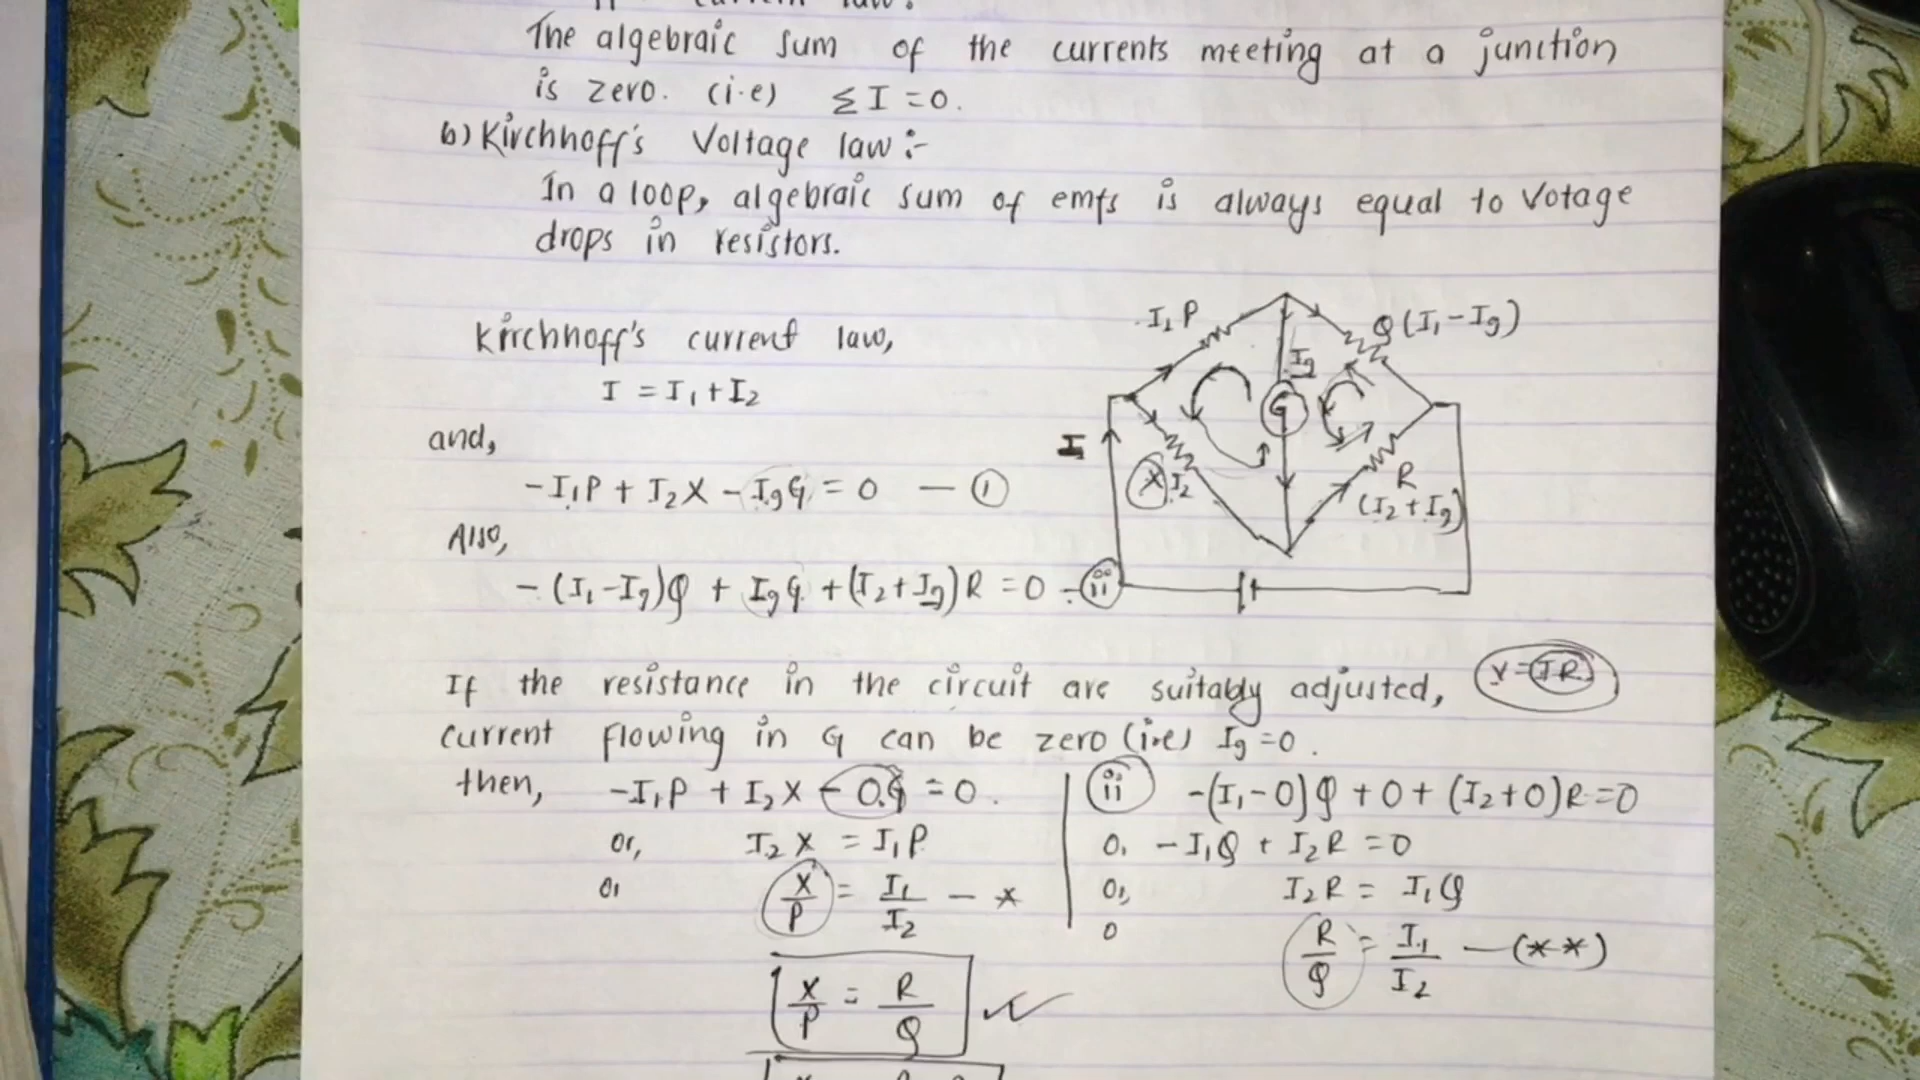 The algebraic sum of the currents meeting at a junction
is zero. (i.e) ΣI = 0.
b) Kirchhoff's Voltage law :-
In a loop, algebraic sum of emfs is always equal to Votage
drops in resistors.
Kirchhoff's current law,
I = I₁ + I₂
and,
-I₁P + I₂X - IgG = 0 — (i)
Also,
- (I₁-Ig)Q + IgG + (I₂+Ig)R = 0 - (ii)
I₁P
Q(I₁-Ig)
Ig
G
I
X I₂
R
(I₂+Ig)
If the resistance in the circuit are suitably adjusted,
V=IR
current flowing in G can be zero (i.e) Ig = 0.
then, -I₁P + I₂X - 0.G = 0.
or, I₂X = I₁P
or X/P = I₁/I₂ - *
X/P = R/Q
(ii) -(I₁-0)Q + 0 + (I₂+0)R = 0
o, -I₁Q + I₂R = 0
or, I₂R = I₁Q
o R/Q = I₁/I₂ — (**)